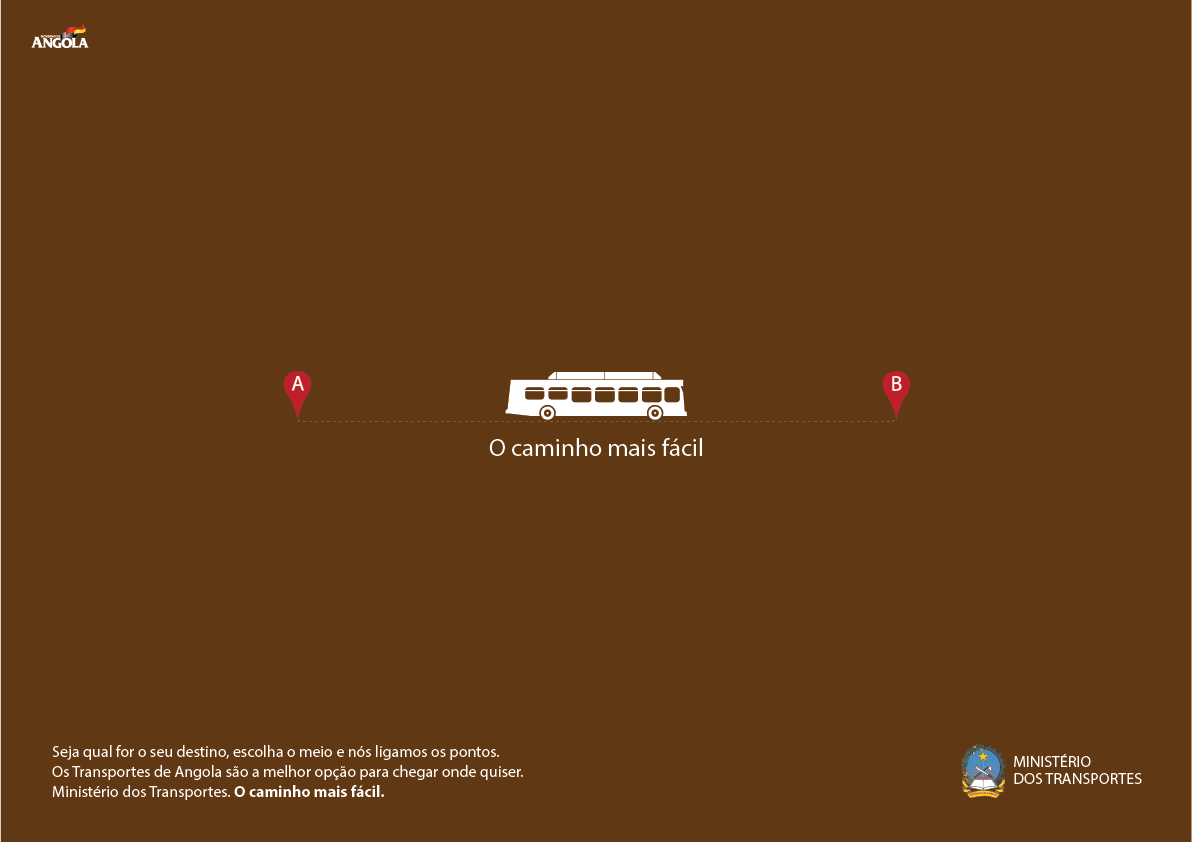 ANGOLA
A
B
O caminho mais fácil
Seja qual for o seu destino, escolha o meio e nós ligamos os pontos.
Os Transportes de Angola são a melhor opção para chegar onde quiser.
Ministério dos Transportes. O caminho mais fácil.
MINISTÉRIO
DOS TRANSPORTES